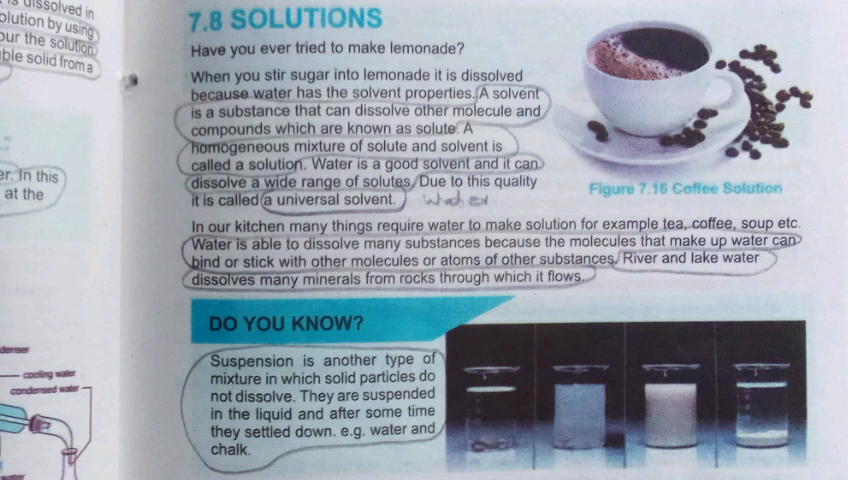 is dissolved in
olution by using
our the solution
ble solid from a
er. In this
at the
denser
cooling water
condensed water
water
7.8 SOLUTIONS
Have you ever tried to make lemonade?
When you stir sugar into lemonade it is dissolved
because water has the solvent properties. A solvent
is a substance that can dissolve other molecule and
compounds which are known as solute. A
homogeneous mixture of solute and solvent is
called a solution. Water is a good solvent and it can
dissolve a wide range of solutes. Due to this quality
it is called a universal solvent. Water
Figure 7.16 Coffee Solution
In our kitchen many things require water to make solution for example tea, coffee, soup etc.
Water is able to dissolve many substances because the molecules that make up water can
bind or stick with other molecules or atoms of other substances. River and lake water
dissolves many minerals from rocks through which it flows.
DO YOU KNOW?
Suspension is another type of
mixture in which solid particles do
not dissolve. They are suspended
in the liquid and after some time
they settled down. e.g. water and
chalk.